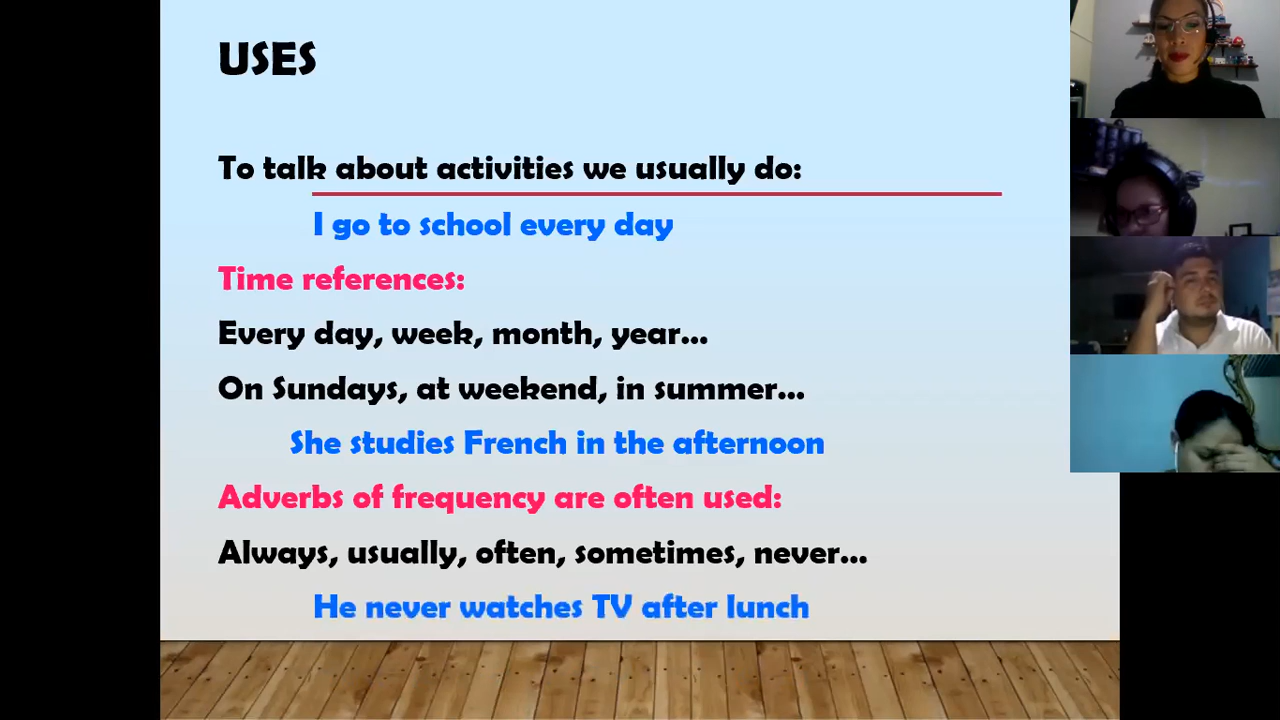 USES
To talk about activities we usually do:
I go to school every day
Time references:
Every day, week, month, year...
On Sundays, at weekend, in summer...
She studies French in the afternoon
Adverbs of frequency are often used:
Always, usually, often, sometimes, never...
He never watches TV after lunch